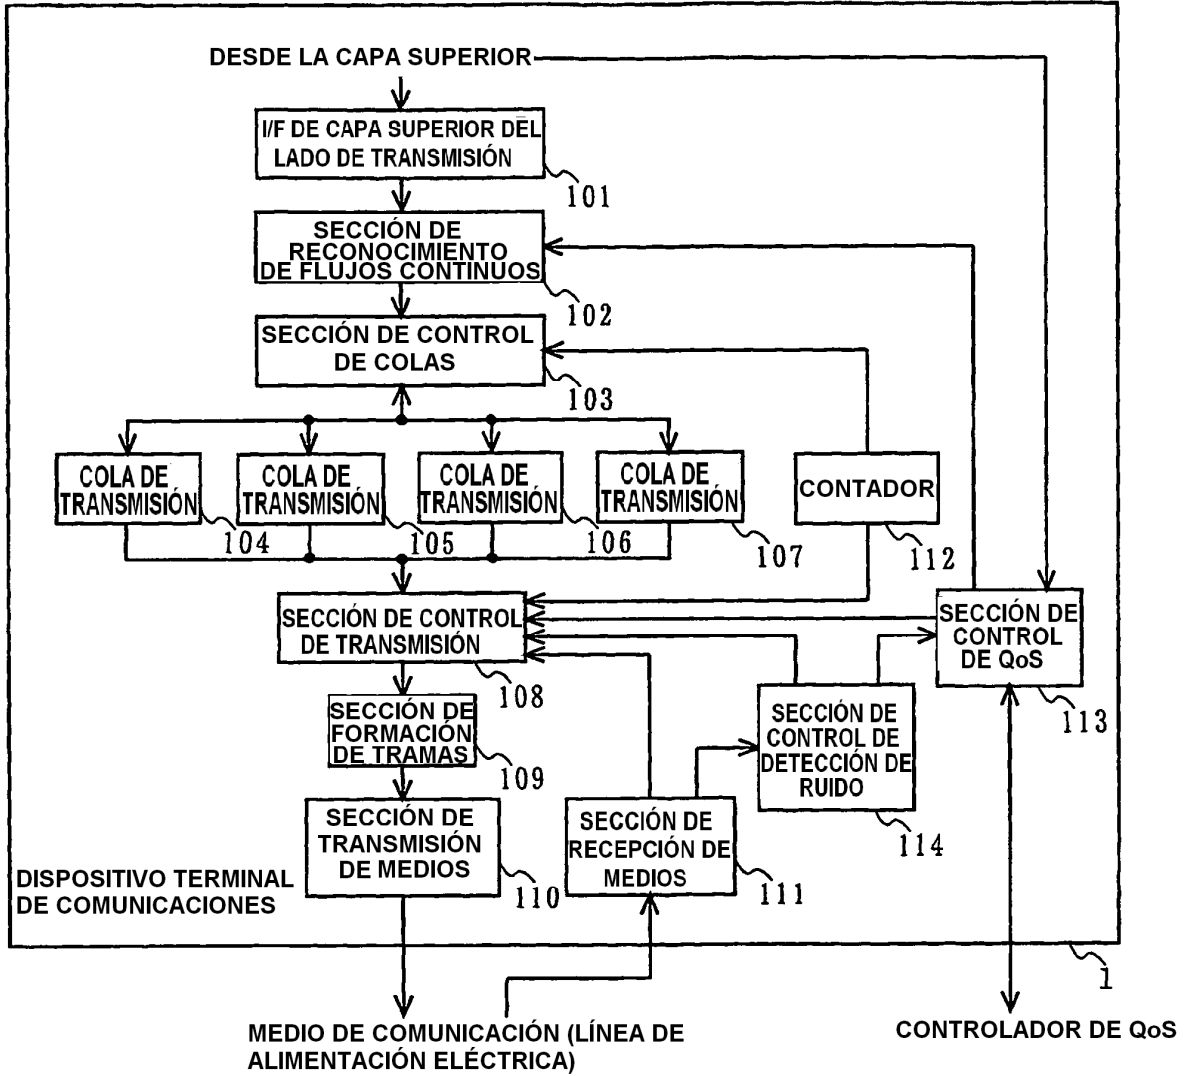 DESDE LA CAPA SUPERIOR
I/F DE CAPA SUPERIOR DEL
LADO DE TRANSMISIÓN
101
SECCIÓN DE
RECONOCIMIENTO
DE FLUJOS CONTINUOS
102
SECCIÓN DE CONTROL
DE COLAS
103
COLA DE
TRANSMISIÓN
104
COLA DE
TRANSMISIÓN
105
COLA DE
TRANSMISIÓN
106
COLA DE
TRANSMISIÓN
107
CONTADOR
112
SECCIÓN DE CONTROL
DE TRANSMISIÓN
108
SECCIÓN DE
CONTROL
DE QoS
113
SECCIÓN DE
FORMACIÓN
DE TRAMAS
109
SECCIÓN DE
CONTROL DE
DETECCIÓN DE
RUIDO
114
SECCIÓN DE
TRANSMISIÓN
DE MEDIOS
110
SECCIÓN DE
RECEPCIÓN DE
MEDIOS
111
DISPOSITIVO TERMINAL
DE COMUNICACIONES
1
MEDIO DE COMUNICACIÓN (LÍNEA DE
ALIMENTACIÓN ELÉCTRICA)
CONTROLADOR DE QoS